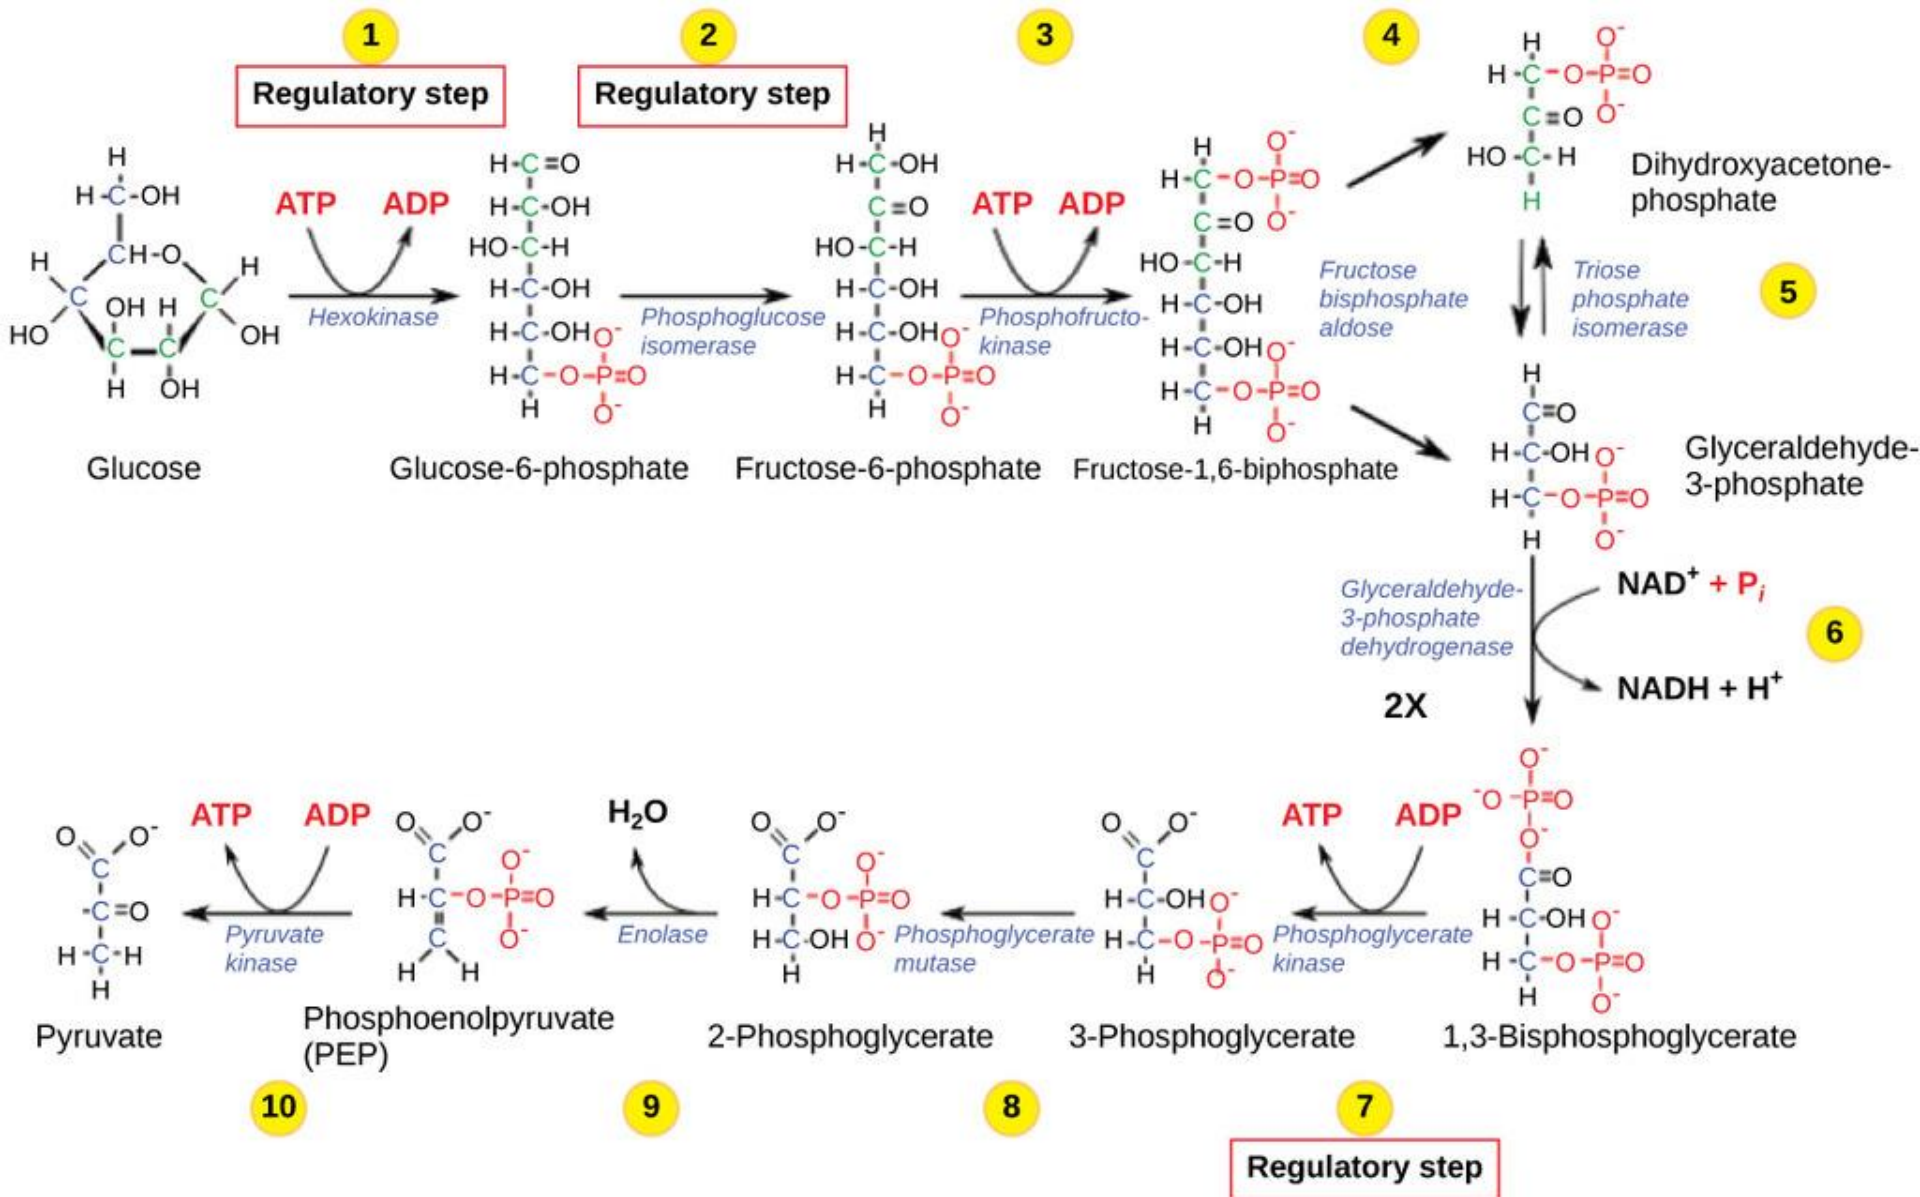 1
2
3
4
Regulatory step
Regulatory step
ATP
ADP
Hexokinase
Glucose
Phosphoglucose
isomerase
Glucose-6-phosphate
ATP
ADP
Phosphofructo-
kinase
Fructose-6-phosphate
Fructose-1,6-biphosphate
Fructose
bisphosphate
aldose
Dihydroxyacetone-
phosphate
Triose
phosphate
isomerase
5
Glyceraldehyde-
3-phosphate
Glyceraldehyde-
3-phosphate
dehydrogenase
NAD⁺ + Pᵢ
NADH + H⁺
6
2X
1,3-Bisphosphoglycerate
ATP
ADP
Phosphoglycerate
kinase
3-Phosphoglycerate
Phosphoglycerate
mutase
2-Phosphoglycerate
H₂O
Enolase
Phosphoenolpyruvate
(PEP)
ATP
ADP
Pyruvate
kinase
Pyruvate
10
9
8
7
Regulatory step